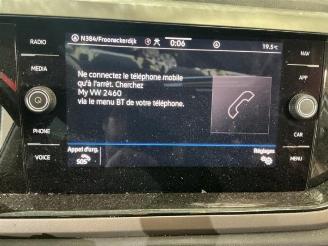 N384/Frooneckerdijk
0:06
19.5°C
RADIO
MEDIA
PHONE
VOICE
NAV
APP
CAR
MENU
Ne connectez le téléphone mobile
qu'à l'arrêt. Cherchez
My VW 2460
via le menu BT de votre téléphone.
Appel d'urg.
SOS
Réglages